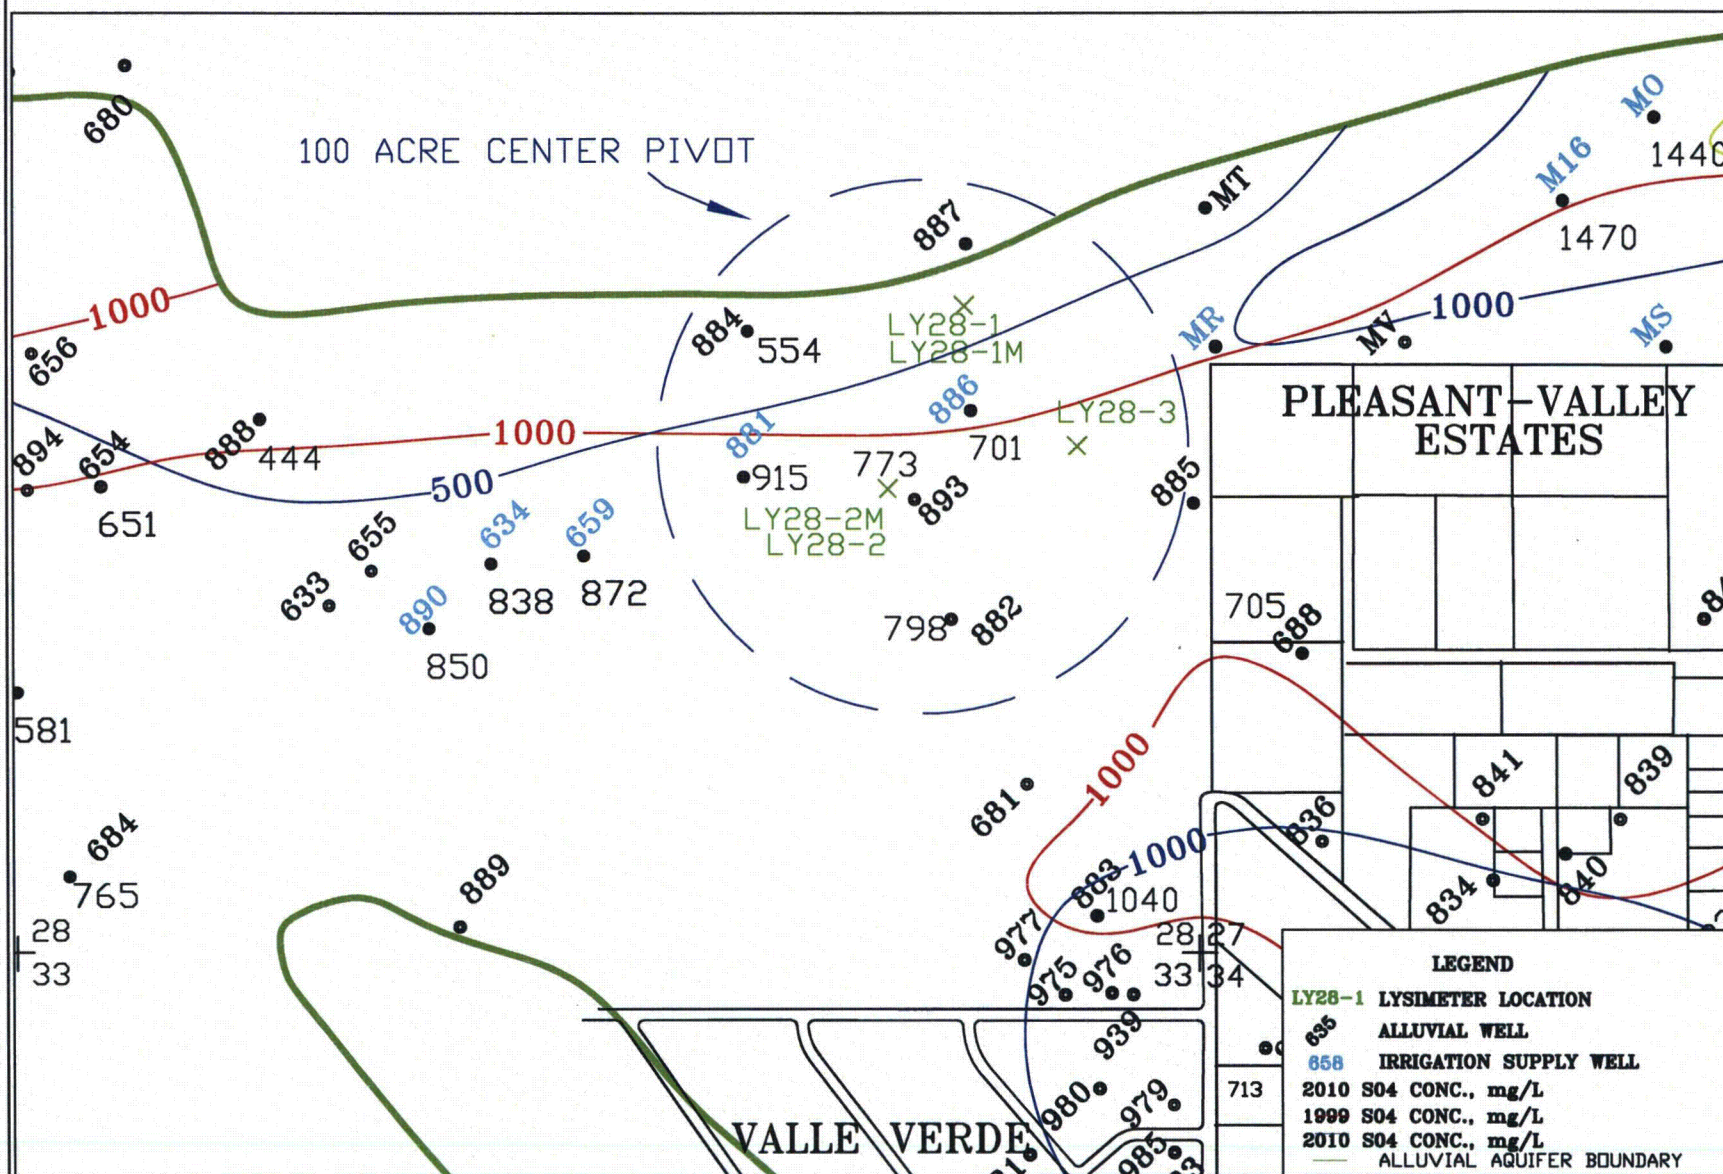 680
100 ACRE CENTER PIVOT
887
MT
M16
MO
1440
1470
1000
656
884
554
LY28-1
LY28-1M
MR
MV
1000
MS
886
LY28-3
PLEASANT-VALLEY
ESTATES
894
654
888
444
1000
881
701
773
915
893
885
500
651
655
634
659
LY28-2M
LY28-2
633
890
838
872
850
798
882
705
688
581
1000
681
841
839
836
684
765
889
1000
883
1040
834
840
28
33
977
28 27
33 34
975
976
939
980
979
985
713
VALLE VERDE
LEGEND
LY28-1 LYSIMETER LOCATION
635 ALLUVIAL WELL
658 IRRIGATION SUPPLY WELL
2010 SO4 CONC., mg/L
1999 SO4 CONC., mg/L
2010 SO4 CONC., mg/L
ALLUVIAL AQUIFER BOUNDARY